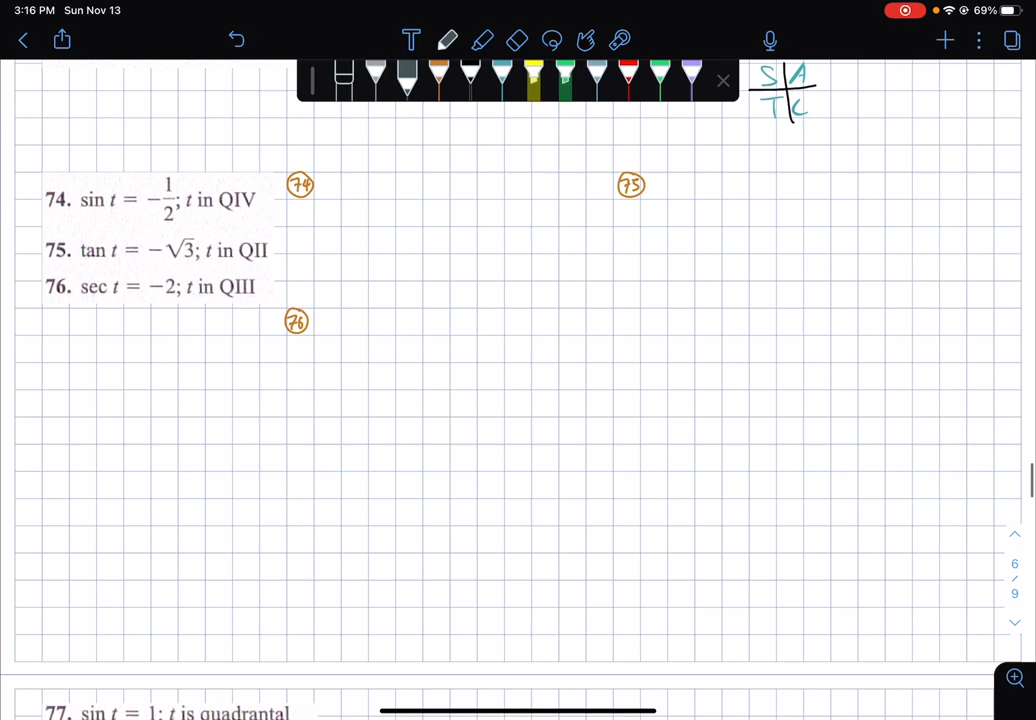 3:16 PM Sun Nov 13
69%
T
S A
T C
74. sin t = −1/2; t in QIV
74
75
75. tan t = −√3; t in QII
76. sec t = −2; t in QIII
76
6
/
9
77. sin t = 1; t is quadrantal